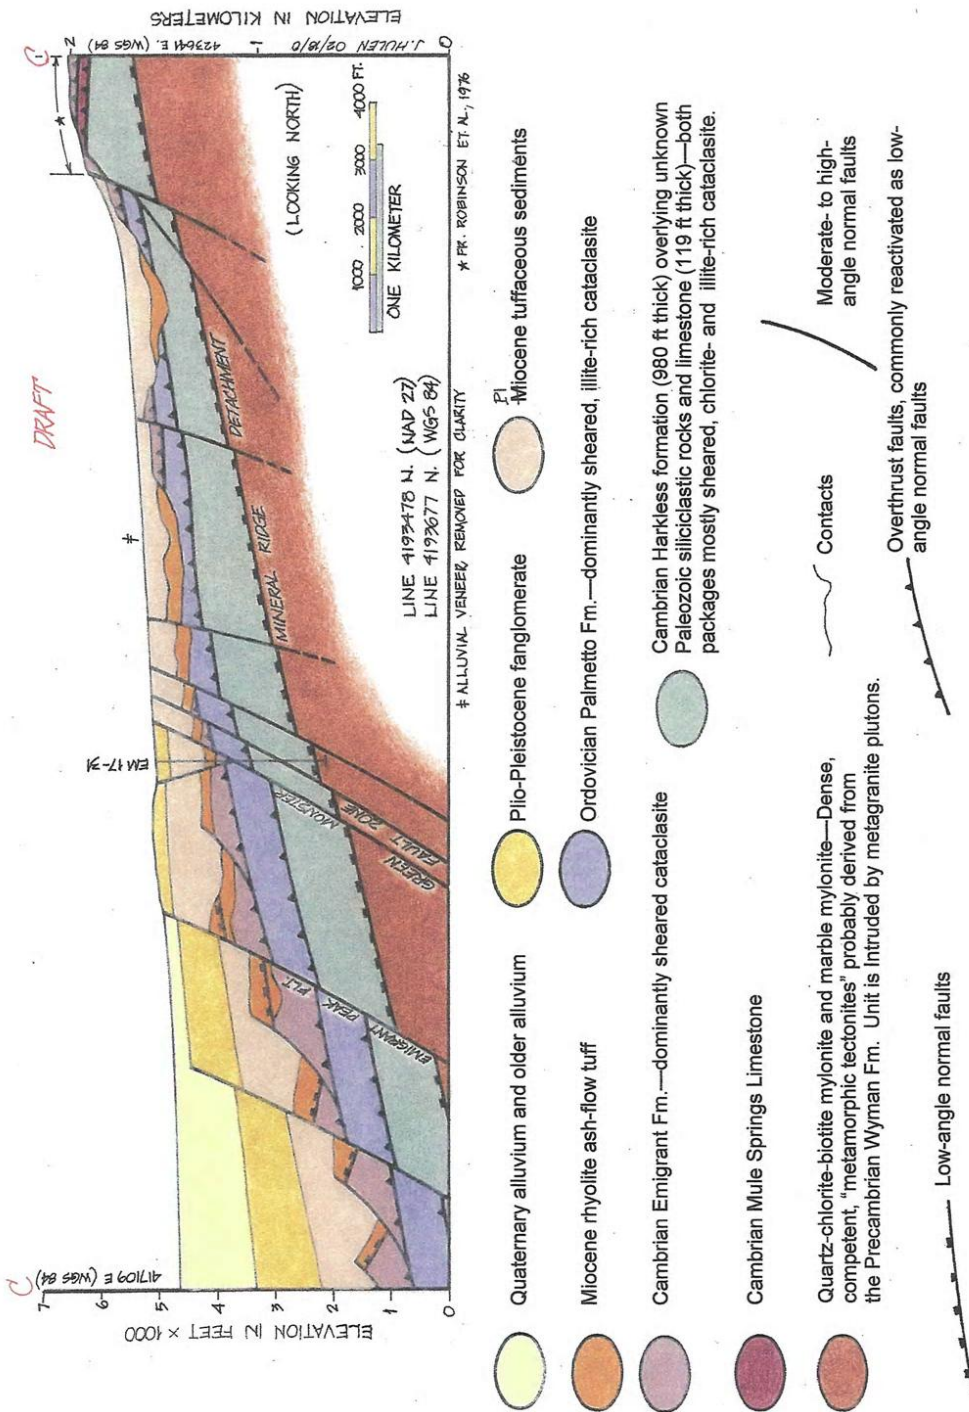 DRAFT
C
C'
417109 E (WGS 84)
423641 E. (WGS 84)
J. HULEN 02/18/10
ELEVATION IN FEET × 1000
7
6
5
4
3
2
1
0
ELEVATION IN KILOMETERS
2
1
0
*
‡
EM 17-31
EMIGRANT PEAK FLT.
GREEN MONSTER
FAULT ZONE
MINERAL RIDGE DETACHMENT
(LOOKING NORTH)
1000 2000 3000 4000 FT.
ONE KILOMETER
LINE 4193478 N. (NAD 27)
LINE 4193677 N. (WGS 84)
‡ ALLUVIAL VENEER REMOVED FOR CLARITY
* FR. ROBINSON ET AL., 1976
Quaternary alluvium and older alluvium
Plio-Pleistocene fanglomerate
Pl
Miocene tuffaceous sediments
Miocene rhyolite ash-flow tuff
Ordovician Palmetto Fm.—dominantly sheared, illite-rich cataclasite
Cambrian Emigrant Fm.—dominantly sheared cataclasite
Cambrian Harkless formation (980 ft thick) overlying unknown
Paleozoic siliciclastic rocks and limestone (119 ft thick)—both
packages mostly sheared, chlorite- and illite-rich cataclasite.
Cambrian Mule Springs Limestone
Quartz-chlorite-biotite mylonite and marble mylonite—Dense,
competent, “metamorphic tectonites” probably derived from
the Precambrian Wyman Fm. Unit is Intruded by metagranite plutons.
Contacts
Moderate- to high-
angle normal faults
Low-angle normal faults
Overthrust faults, commonly reactivated as low-
angle normal faults